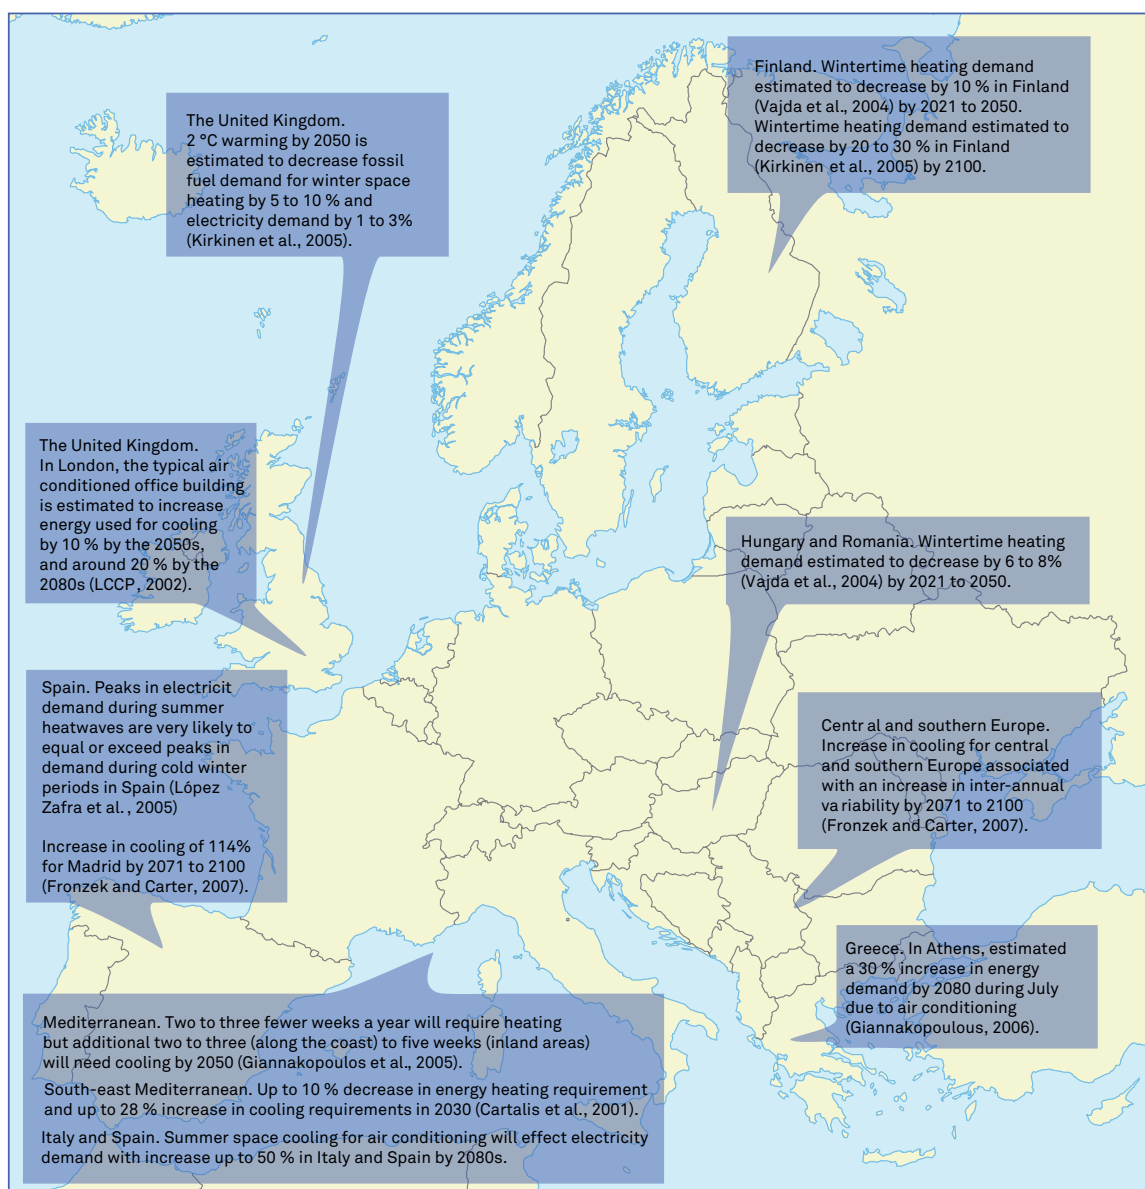 Finland. Wintertime heating demand
estimated to decrease by 10 % in Finland
(Vajda et al., 2004) by 2021 to 2050.
Wintertime heating demand estimated to
decrease by 20 to 30 % in Finland
(Kirkinen et al., 2005) by 2100.
The United Kingdom.
2 °C warming by 2050 is
estimated to decrease fossil
fuel demand for winter space
heating by 5 to 10 % and
electricity demand by 1 to 3%
(Kirkinen et al., 2005).
The United Kingdom.
In London, the typical air
conditioned office building
is estimated to increase
energy used for cooling
by 10 % by the 2050s,
and around 20 % by the
2080s (LCCP, 2002).
Hungary and Romania. Wintertime heating
demand estimated to decrease by 6 to 8%
(Vajda et al., 2004) by 2021 to 2050.
Spain. Peaks in electricit
demand during summer
heatwaves are very likely to
equal or exceed peaks in
demand during cold winter
periods in Spain (López
Zafra et al., 2005)
Increase in cooling of 114%
for Madrid by 2071 to 2100
(Fronzek and Carter, 2007).
Centr al and southern Europe.
Increase in cooling for central
and southern Europe associated
with an increase in inter-annual
va riability by 2071 to 2100
(Fronzek and Carter, 2007).
Greece. In Athens, estimated
a 30 % increase in energy
demand by 2080 during July
due to air conditioning
(Giannakopoulous, 2006).
Mediterranean. Two to three fewer weeks a year will require heating
but additional two to three (along the coast) to five weeks (inland areas)
will need cooling by 2050 (Giannakopoulos et al., 2005).
South-east Mediterranean. Up to 10 % decrease in energy heating requirement
and up to 28 % increase in cooling requirements in 2030 (Cartalis et al., 2001).
Italy and Spain. Summer space cooling for air conditioning will effect electricity
demand with increase up to 50 % in Italy and Spain by 2080s.